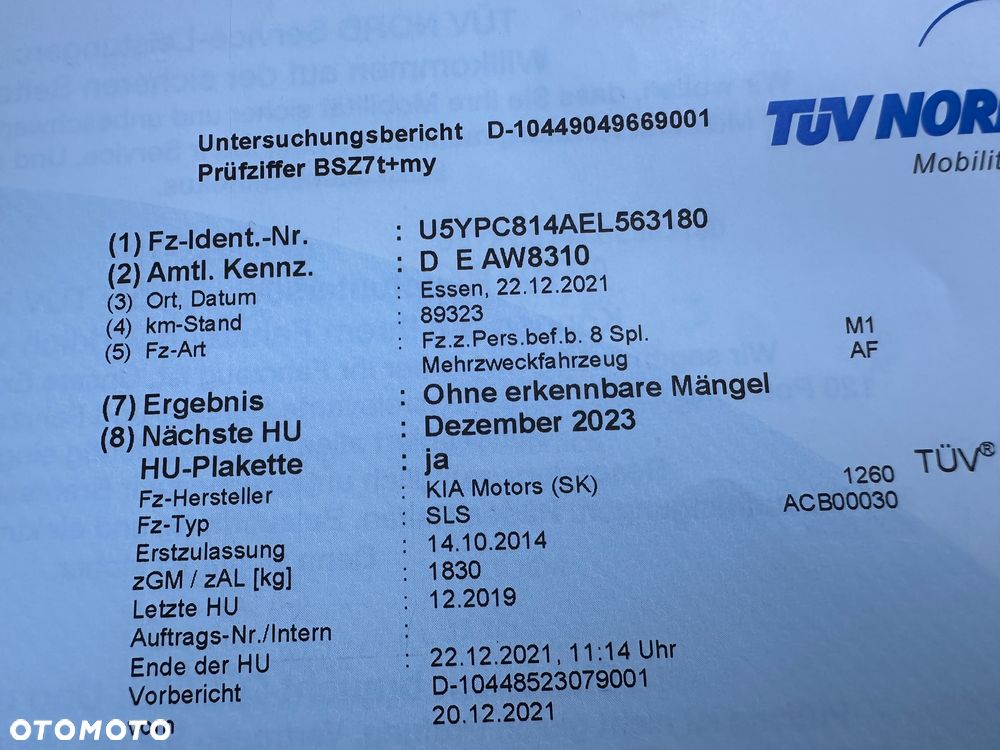 TÜV NOR
Mobilit
Untersuchungsbericht D-10449049669001
Prüfziffer BSZ7t+my
(1) Fz-Ident.-Nr. : U5YPC814AEL563180
(2) Amtl. Kennz. : D E AW8310
(3) Ort, Datum : Essen, 22.12.2021
(4) km-Stand : 89323
(5) Fz-Art : Fz.z.Pers.bef.b. 8 Spl. M1
Mehrzweckfahrzeug AF
(7) Ergebnis : Ohne erkennbare Mängel
(8) Nächste HU : Dezember 2023
HU-Plakette : ja TÜV®
Fz-Hersteller : KIA Motors (SK) 1260
Fz-Typ : SLS ACB00030
Erstzulassung : 14.10.2014
zGM / zAL [kg] : 1830
Letzte HU : 12.2019
Auftrags-Nr./Intern :
Ende der HU : 22.12.2021, 11:14 Uhr
Vorbericht : D-10448523079001
vom : 20.12.2021
OTOMOTO